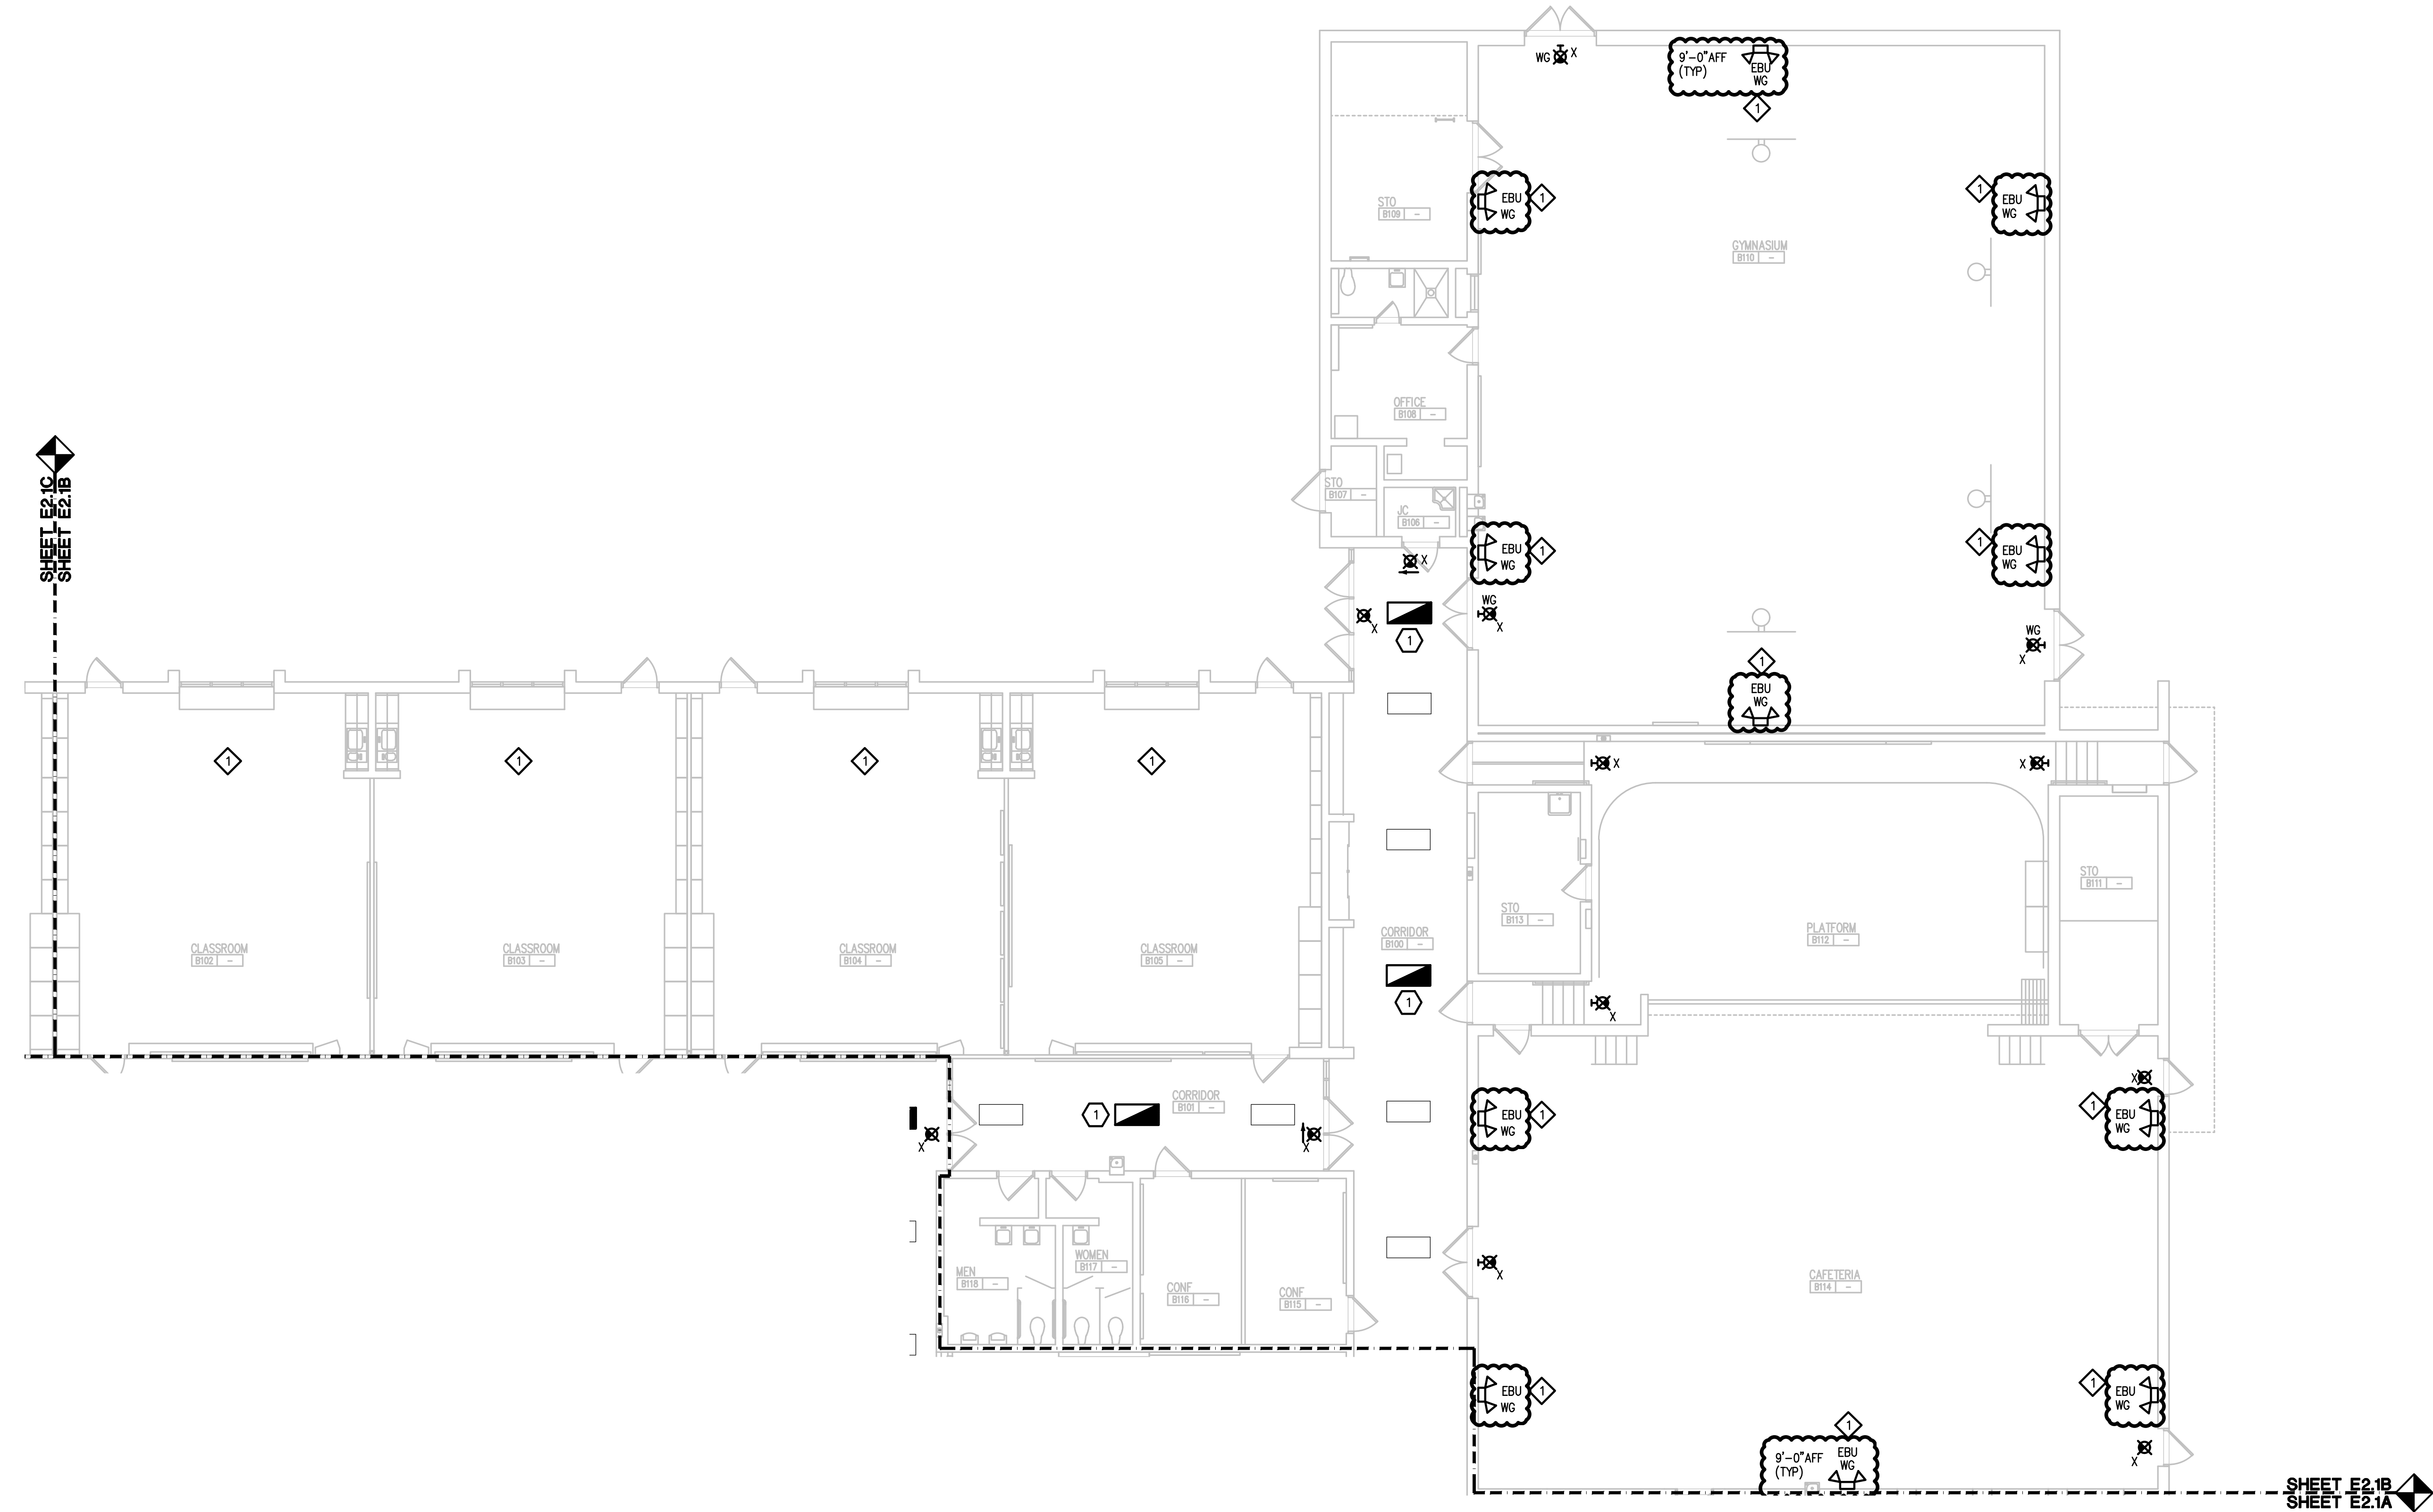 WG
X
9'-0"AFF
(TYP)
EBU
WG
1
STO
B109 -
EBU
WG
1
1
EBU
WG
GYMNASIUM
B110 -
OFFICE
B108 -
SHEET E2.1C
SHEET E2.1B
STO
B107 -
JC
B106 -
EBU
WG
1
1
EBU
WG
X
X
1
WG
X
WG
X
1
EBU
WG
1
1
1
1
X
X
CLASSROOM
B102 -
CLASSROOM
B103 -
CLASSROOM
B104 -
CLASSROOM
B105 -
CORRIDOR
B100 -
STO
B113 -
PLATFORM
B112 -
STO
B111 -
1
X
CORRIDOR
B101 -
1
X
X
EBU
WG
1
X
1
EBU
WG
MEN
B118 -
WOMEN
B117 -
CONF
B116 -
CONF
B115 -
X
CAFETERIA
B114 -
EBU
WG
1
1
EBU
WG
1
9'-0"AFF
(TYP)
EBU
WG
X
SHEET E2.1B
SHEET E2.1A